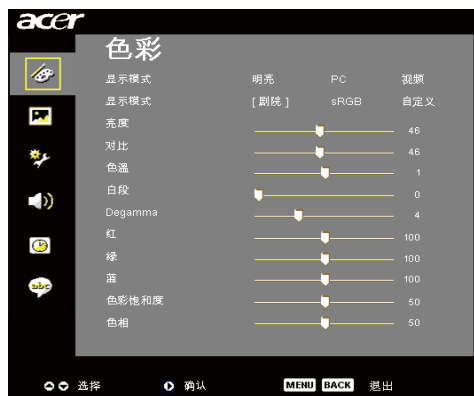 acer
色彩
显示模式 明亮 PC 视频
显示模式 [ 剧院 ] sRGB 自定义
亮度 46
对比 46
色溫 1
白段 0
Degamma 4
红 100
绿 100
蓝 100
色彩饱和度 50
色相 50
abc
选择 确认 MENU BACK 退出